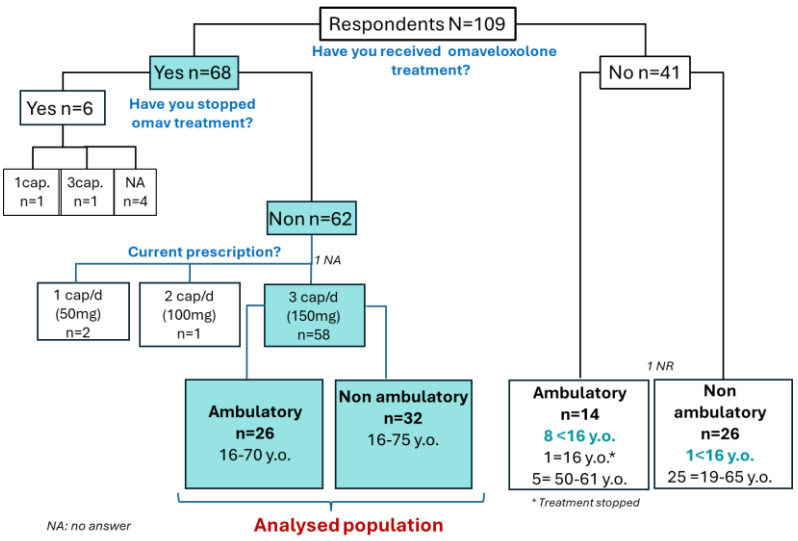 Respondents N=109
Have you received omaveloxolone
treatment?
Yes n=68
No n=41
Have you stopped
omav treatment?
Yes n=6
1cap.
n=1
3cap.
n=1
NA
n=4
Non n=62
Current prescription?
1 NA
1 cap/d
(50mg)
n=2
2 cap/d
(100mg)
n=1
3 cap/d
(150mg)
n=58
Ambulatory
n=26
16-70 y.o.
Non ambulatory
n=32
16-75 y.o.
1 NR
Ambulatory
n=14
8 <16 y.o.
1=16 y.o.*
5= 50-61 y.o.
Non
ambulatory
n=26
1<16 y.o.
25 =19-65 y.o.
* Treatment stopped
Analysed population
NA: no answer